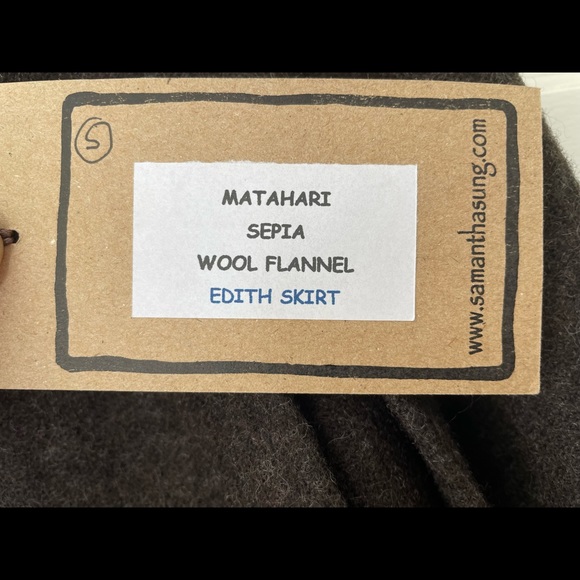 S
MATAHARI
SEPIA
WOOL FLANNEL
EDITH SKIRT
www.samanthasung.com